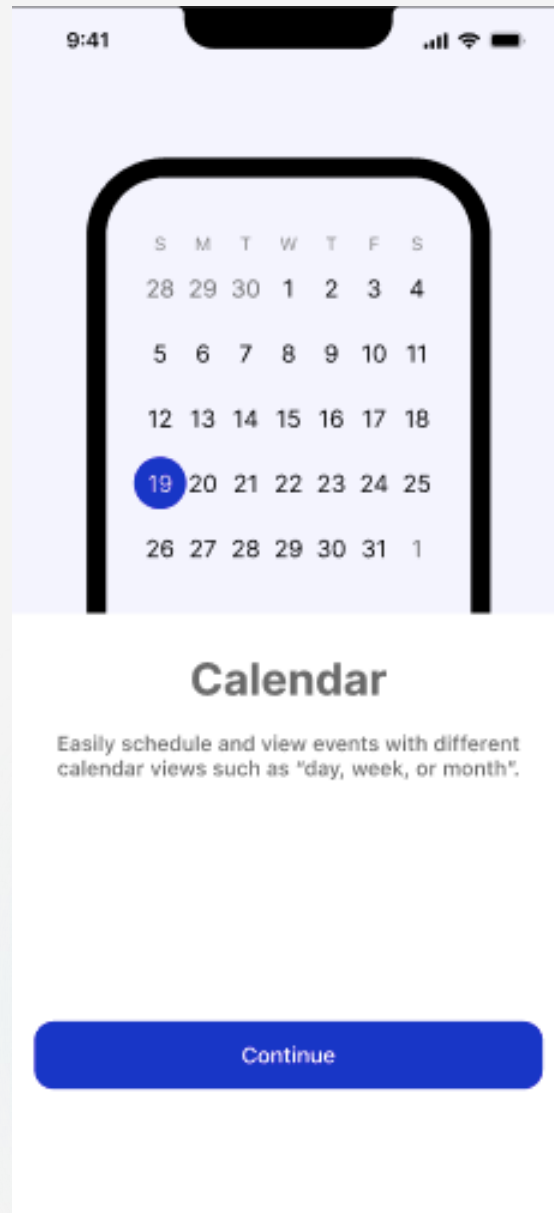 9:41
S M T W T F S
28 29 30 1 2 3 4
5 6 7 8 9 10 11
12 13 14 15 16 17 18
19 20 21 22 23 24 25
26 27 28 29 30 31 1
Calendar
Easily schedule and view events with different
calendar views such as “day, week, or month”.
Continue